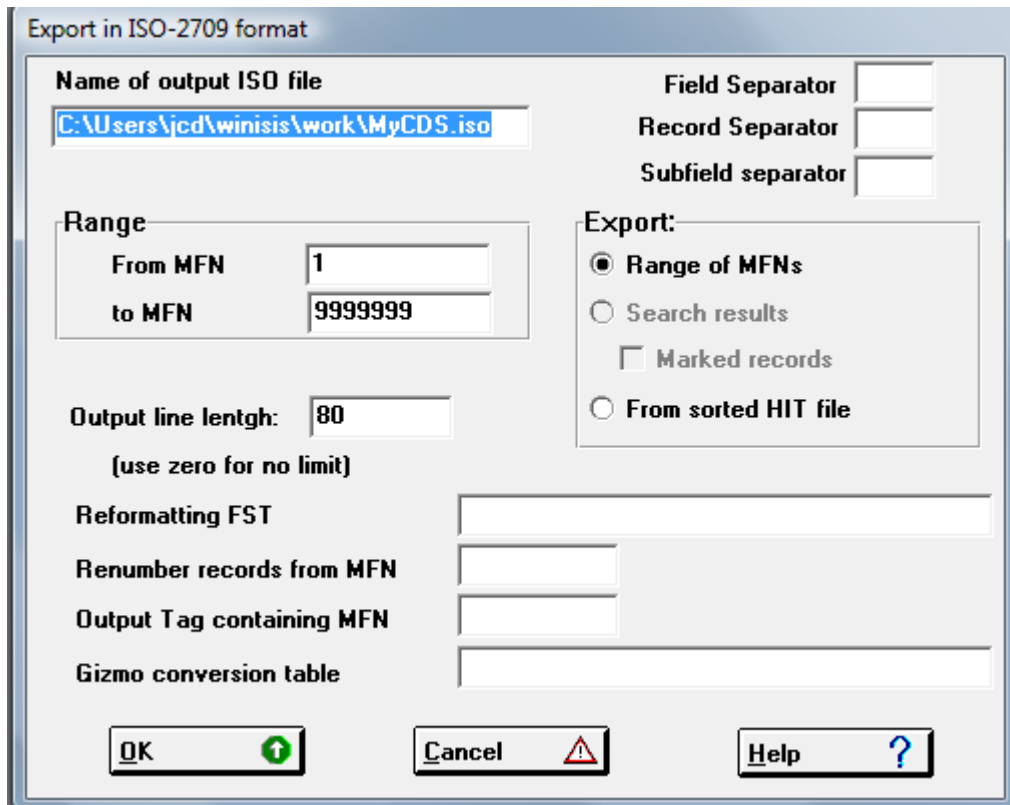 Export in ISO-2709 format
Name of output ISO file
C:\Users\jcd\winisis\work\MyCDS.iso
Field Separator
Record Separator
Subfield separator
Range
From MFN 1
to MFN 9999999
Export:
Range of MFNs
Search results
Marked records
From sorted HIT file
Output line lentgh: 80
(use zero for no limit)
Reformatting FST
Renumber records from MFN
Output Tag containing MFN
Gizmo conversion table
OK
Cancel
Help ?